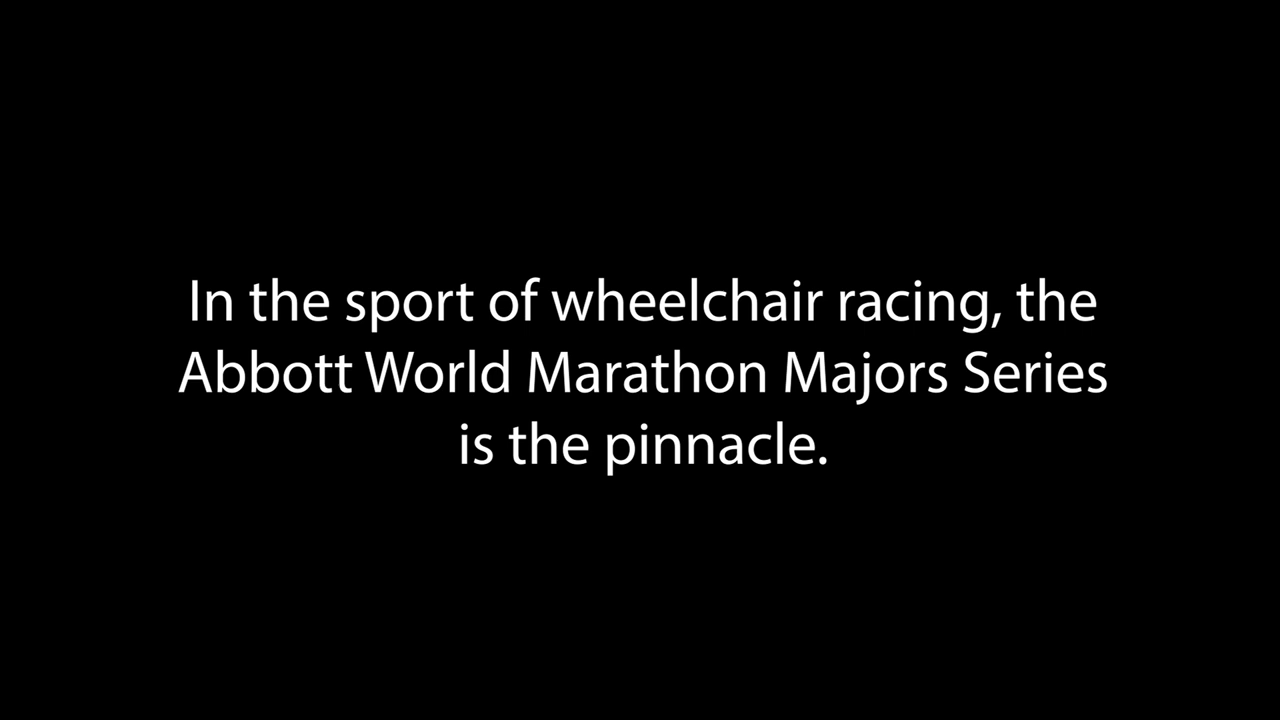 In the sport of wheelchair racing, the
Abbott World Marathon Majors Series
is the pinnacle.